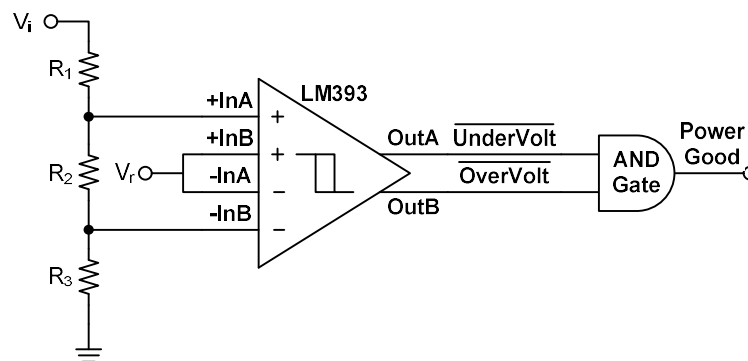 Vi
R1
LM393
+InA
+
+InB
OutA
UnderVolt
Power
Good
R2
Vr
+
-InA
−
AND
Gate
OverVolt
-InB
−
OutB
R3